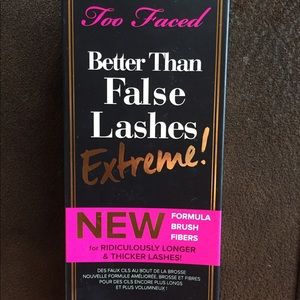 Too Faced
Better Than
False
Lashes
Extreme!
NEW
FORMULA
BRUSH
FIBERS
for RIDICULOUSLY LONGER
& THICKER LASHES!
DES FAUX CILS AU BOUT DE LA BROSSE
NOUVELLE FORMULE AMÉLIORÉE, BROSSE ET FIBRES
POUR DES CILS ENCORE PLUS LONGS
ET PLUS VOLUMINEUX !